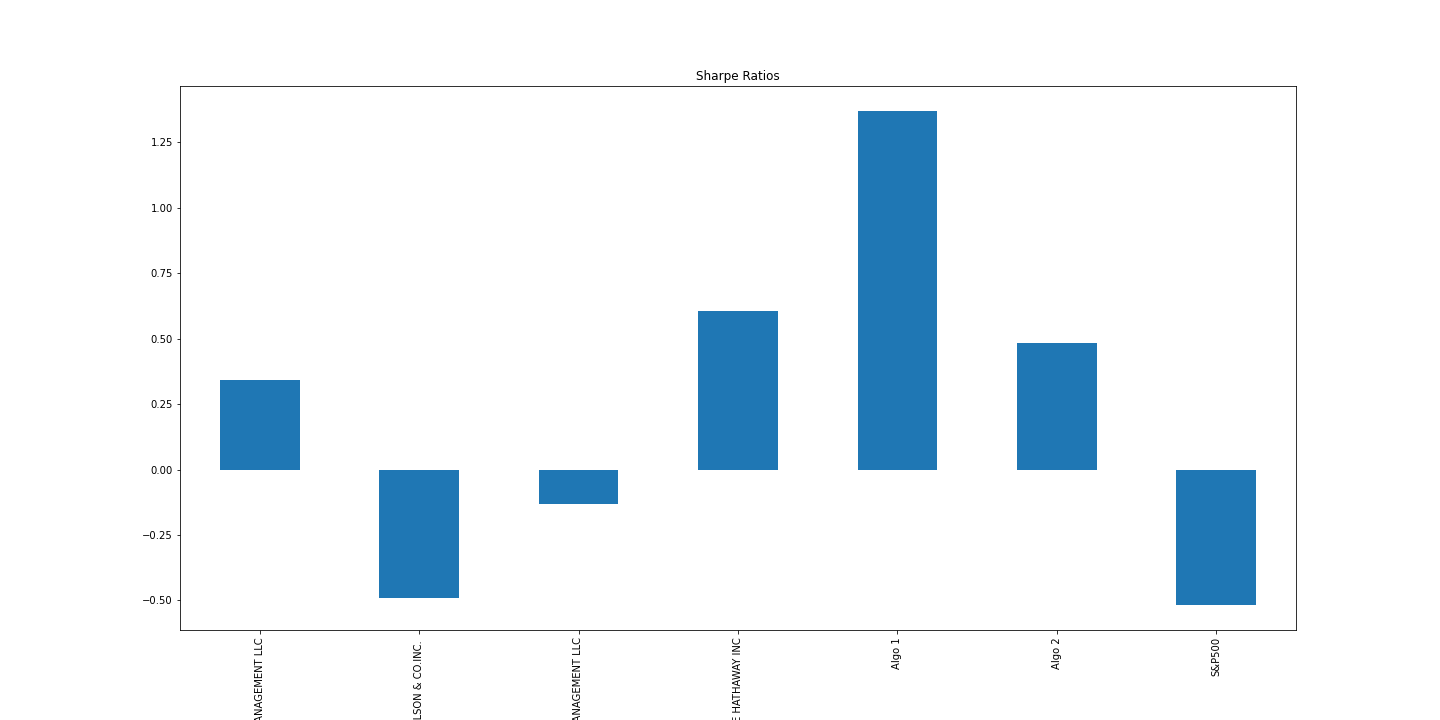 Sharpe Ratios
1.25
1.00
0.75
0.50
0.25
0.00
−0.25
−0.50
ANAGEMENT LLC
LSON & CO.INC.
ANAGEMENT LLC
E HATHAWAY INC
Algo 1
Algo 2
S&P500